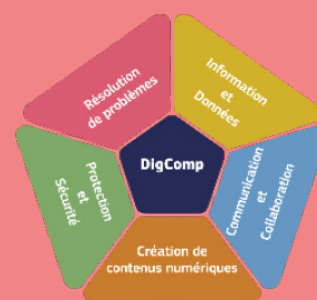 Résolution
de problèmes
Information
et
Données
DigComp
Protection
et
Sécurité
Communication
et
Collaboration
Création de
contenus numériques